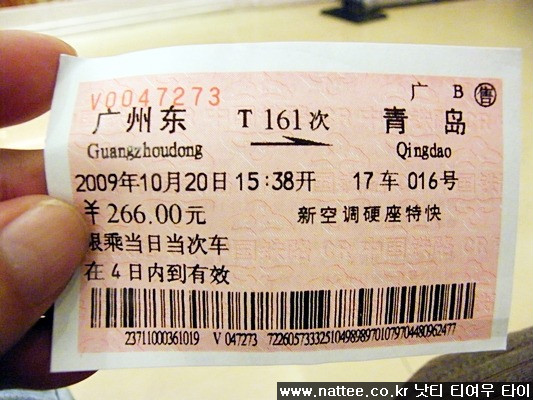 广 B 售
V0047273
广州东 T 161次 青岛
Guangzhoudong Qingdao
2009年10月20日 15:38开 17车 016号
¥266.00元 新空调硬座特快
限乘当日当次车
在4日内到有效
23711000361019 V 047273 7226057333251049898970107970448096247​7
www.nattee.co.kr 낫티 티여우 타이